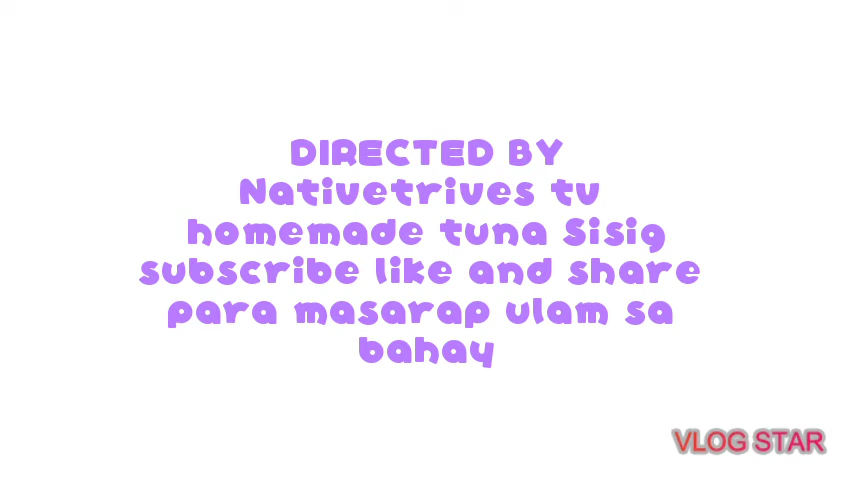 DIRECTED BY
Nativetrives tv
homemade tuna Sisig
subscribe like and share
para masarap ulam sa
bahay
VLOG STAR